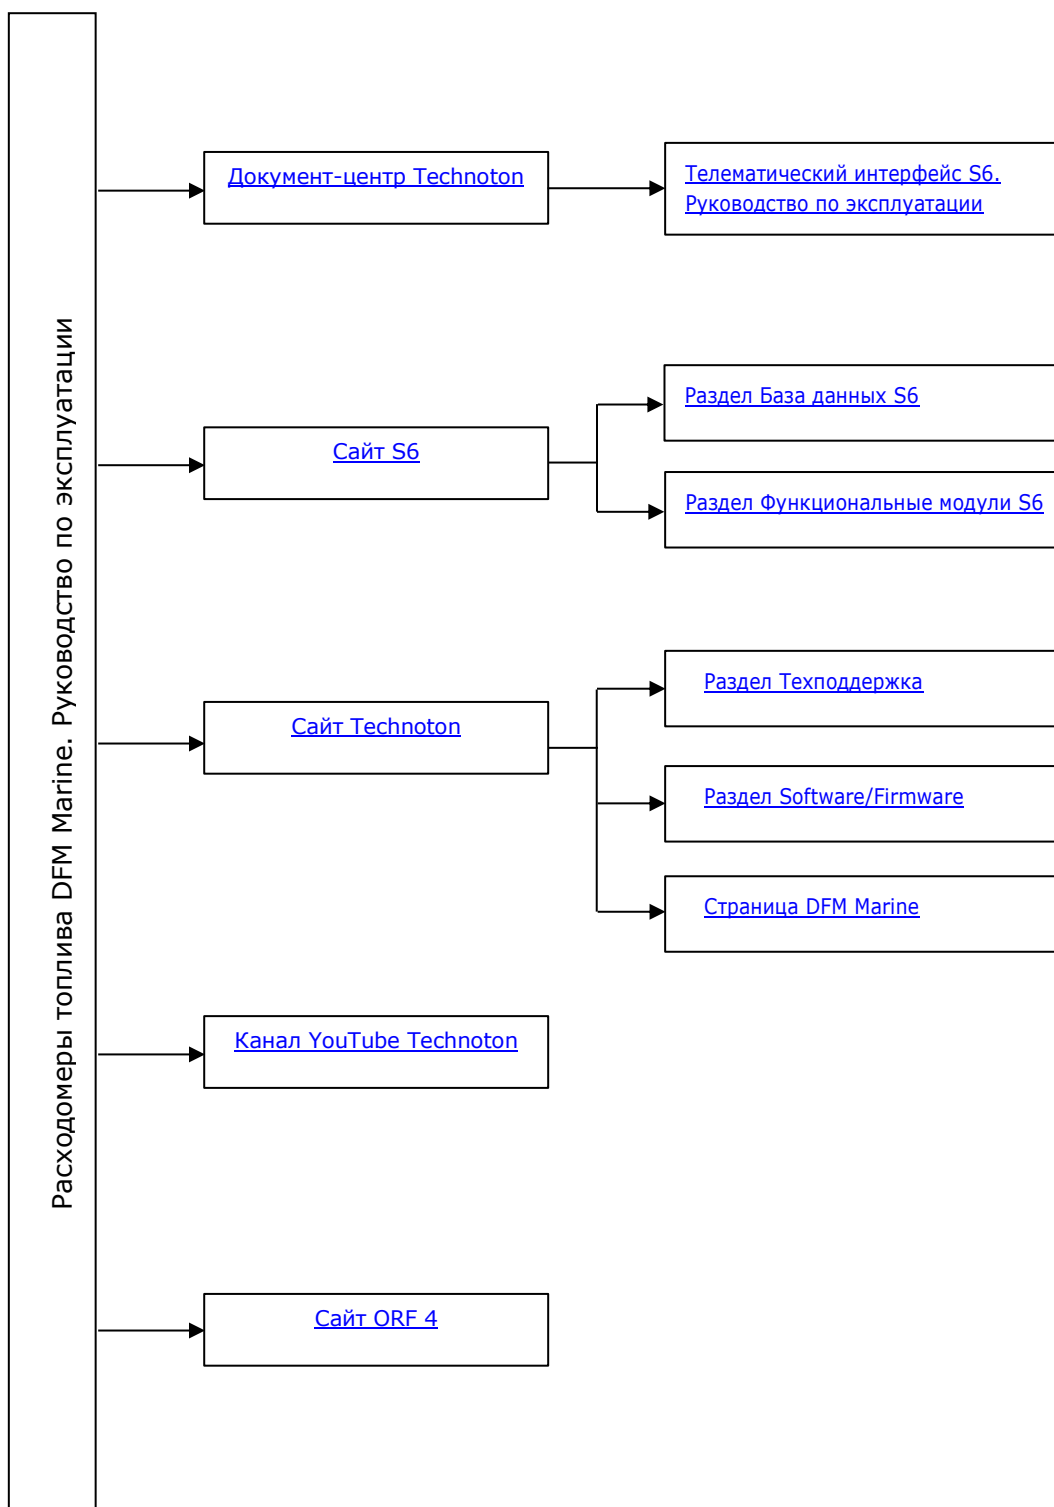 Расходомеры топлива DFM Marine. Руководство по эксплуатации
Документ-центр Technoton
Телематический интерфейс S6.
Руководство по эксплуатации
Сайт S6
Раздел База данных S6
Раздел Функциональные модули S6
Сайт Technoton
Раздел Техподдержка
Раздел Software/Firmware
Страница DFM Marine
Канал YouTube Technoton
Сайт ORF 4